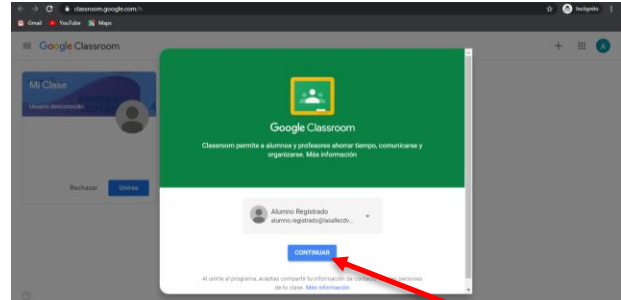 classroom.google.com/h
Incógnito
Gmail YouTube Maps
Google Classroom
A
Mi Clase
Usuario desconocido
Rechazar Unirse
Google Classroom
Classroom permite a alumnos y profesores ahorrar tiempo, comunicarse y
organizarse. Más información
Alumno Registrado
CONTINUAR
Al unirte al programa, aceptas compartir tu información de contacto personas
de tu clase. Más información